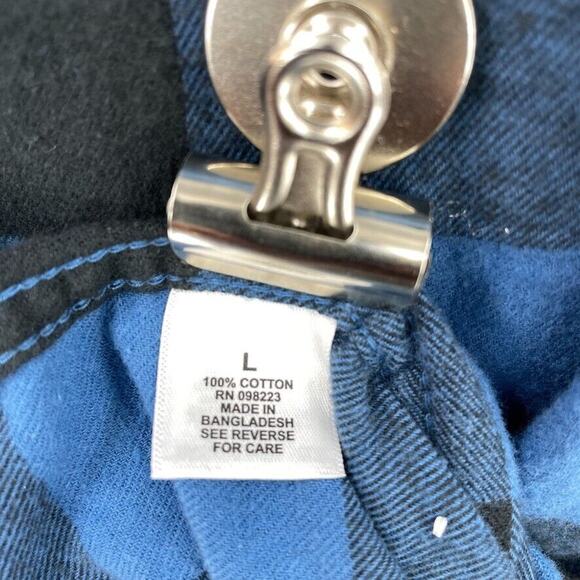 L
100% COTTON
RN 098223
MADE IN
BANGLADESH
SEE REVERSE
FOR CARE